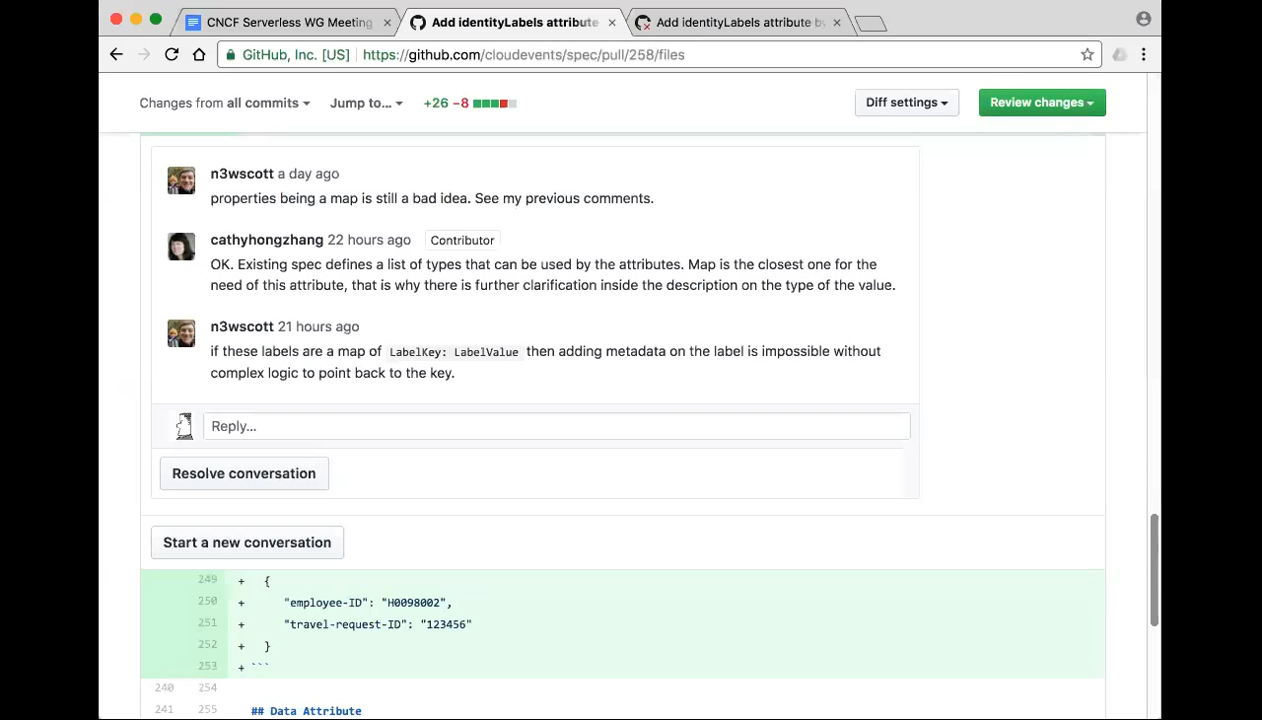 CNCF Serverless WG Meeting
Add identityLabels attribute
Add identityLabels attribute by
GitHub, Inc. [US]
https://github.com/cloudevents/spec/pull/258/files
Changes from all commits
Jump to...
+26 −8
Diff settings
Review changes
n3wscott a day ago
properties being a map is still a bad idea. See my previous comments.
cathyhongzhang 22 hours ago Contributor
OK. Existing spec defines a list of types that can be used by the attributes. Map is the closest one for the
need of this attribute, that is why there is further clarification inside the description on the type of the value.
n3wscott 21 hours ago
if these labels are a map of LabelKey: LabelValue then adding metadata on the label is impossible without
complex logic to point back to the key.
Reply...
Resolve conversation
Start a new conversation
249 + {
250 + "employee-ID": "H0098002",
251 + "travel-request-ID": "123456"
252 + }
253 + ```
240 254
241 255 ## Data Attribute